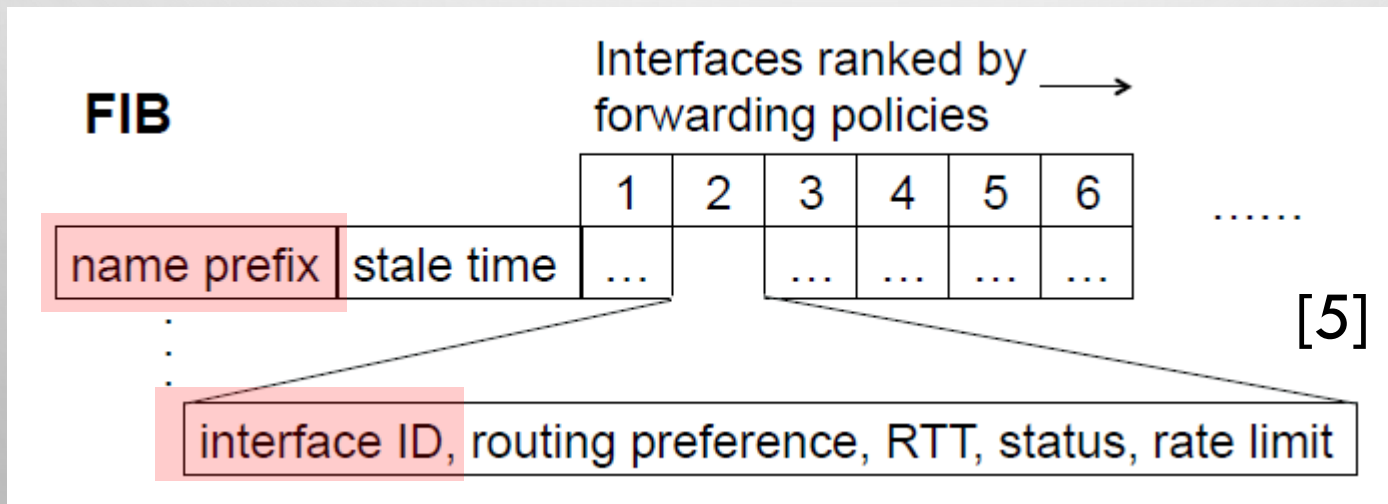 Interfaces ranked by
FIB
forwarding policies
1 2 3 4 5 6
......
name prefix stale time ... ... ... ... ...
[5]
interface ID, routing preference, RTT, status, rate limit